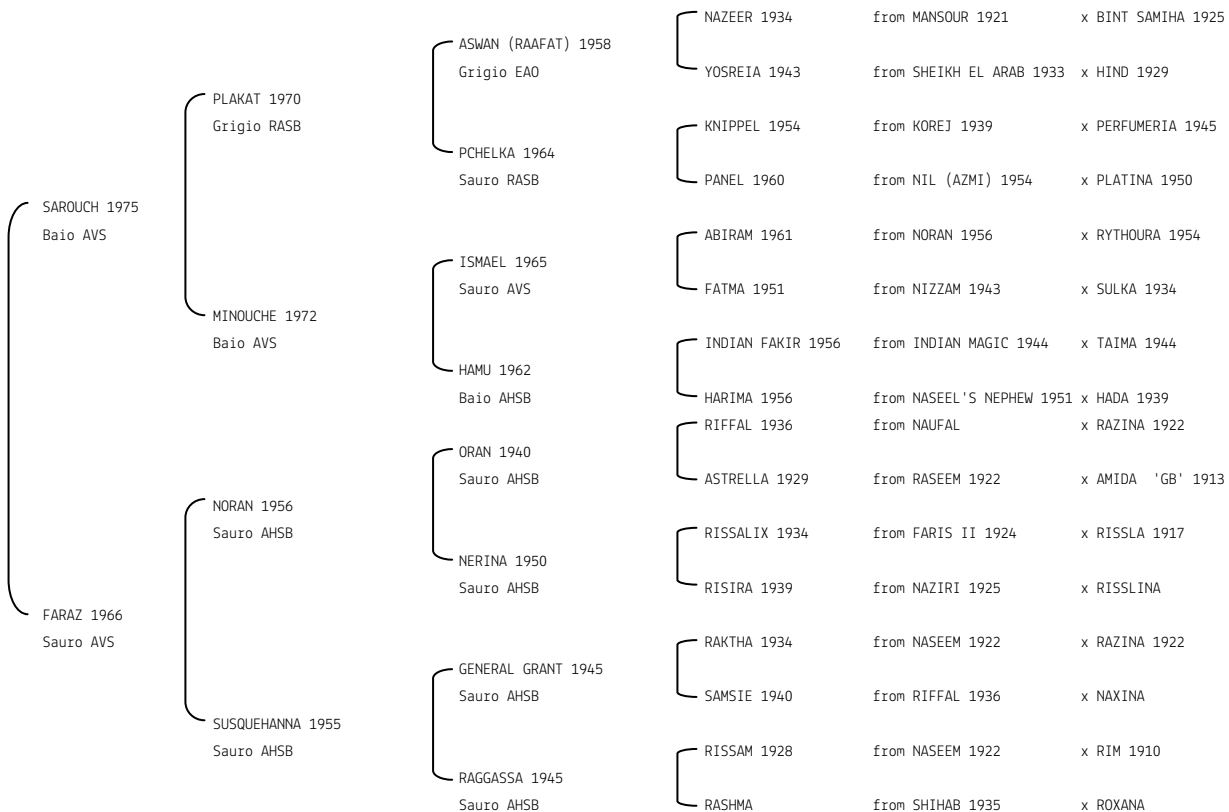 NAZEER 1934 from MANSOUR 1921 x BINT SAMIHA 1925
ASWAN (RAAFAT) 1958
Grigio EAO
YOSREIA 1943 from SHEIKH EL ARAB 1933 x HIND 1929
PLAKAT 1970
Grigio RASB
KNIPPEL 1954 from KOREJ 1939 x PERFUMERIA 1945
PCHELKA 1964
Sauro RASB
PANEL 1960 from NIL (AZMI) 1954 x PLATINA 1950
SAROUCH 1975
Baio AVS
ABIRAM 1961 from NORAN 1956 x RYTHOURA 1954
ISMAEL 1965
Sauro AVS
FATMA 1951 from NIZZAM 1943 x SULKA 1934
MINOUCHE 1972
Baio AVS
INDIAN FAKIR 1956 from INDIAN MAGIC 1944 x TAIMA 1944
HAMU 1962
Baio AHSB
HARIMA 1956 from NASEEL'S NEPHEW 1951 x HADA 1939
RIFFAL 1936 from NAUFAL x RAZINA 1922
ORAN 1940
Sauro AHSB
ASTRELLA 1929 from RASEEM 1922 x AMIDA 'GB' 1913
NORAN 1956
Sauro AHSB
RISSALIX 1934 from FARIS II 1924 x RISSLA 1917
NERINA 1950
Sauro AHSB
RISIRA 1939 from NAZIRI 1925 x RISSLINA
FARAZ 1966
Sauro AVS
RAKTHA 1934 from NASEEM 1922 x RAZINA 1922
GENERAL GRANT 1945
Sauro AHSB
SAMSIE 1940 from RIFFAL 1936 x NAXINA
SUSQUEHANNA 1955
Sauro AHSB
RISSAM 1928 from NASEEM 1922 x RIM 1910
RAGGASSA 1945
Sauro AHSB
RASHMA from SHIHAB 1935 x ROXANA